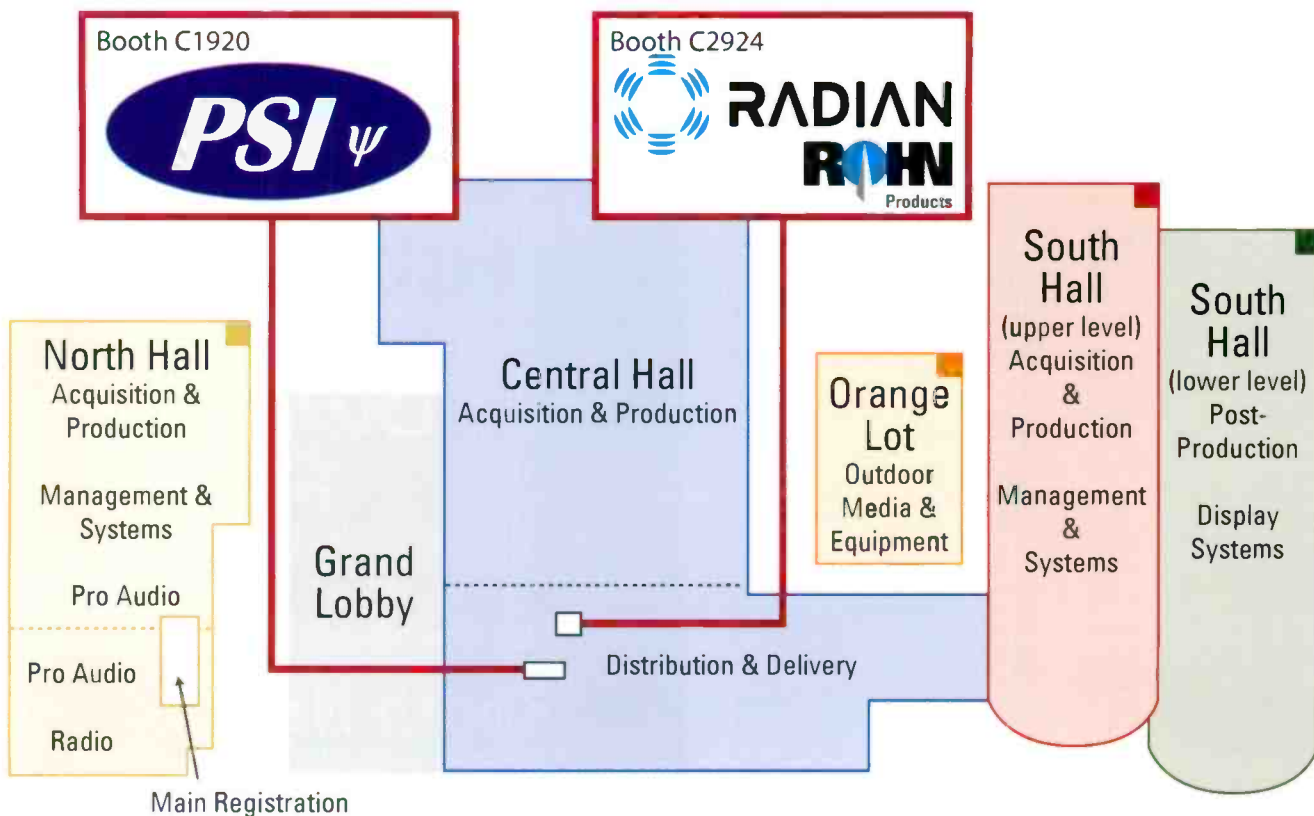 Booth C1920
PSI ψ
Booth C2924
RADIAN
ROHN
Products
North Hall
Acquisition &
Production
Management &
Systems
Pro Audio
Pro Audio
Radio
Main Registration
Grand
Lobby
Central Hall
Acquisition & Production
Distribution & Delivery
Orange
Lot
Outdoor
Media &
Equipment
South
Hall
(upper level)
Acquisition
&
Production
Management
&
Systems
South
Hall
(lower level)
Post-
Production
Display
Systems